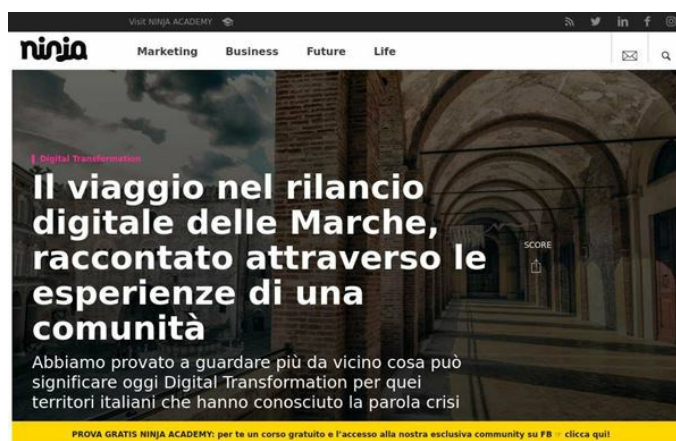 Visit NINJA ACADEMY
ninja
Marketing Business Future Life
Digital Transformation
Il viaggio nel rilancio
digitale delle Marche,
raccontato attraverso le
esperienze di una
comunità
SCORE
Abbiamo provato a guardare più da vicino cosa può
significare oggi Digital Transformation per quei
territori italiani che hanno conosciuto la parola crisi
PROVA GRATIS NINJA ACADEMY: per te un corso gratuito e l'accesso alla nostra esclusiva community su FB ☞ clicca qui!